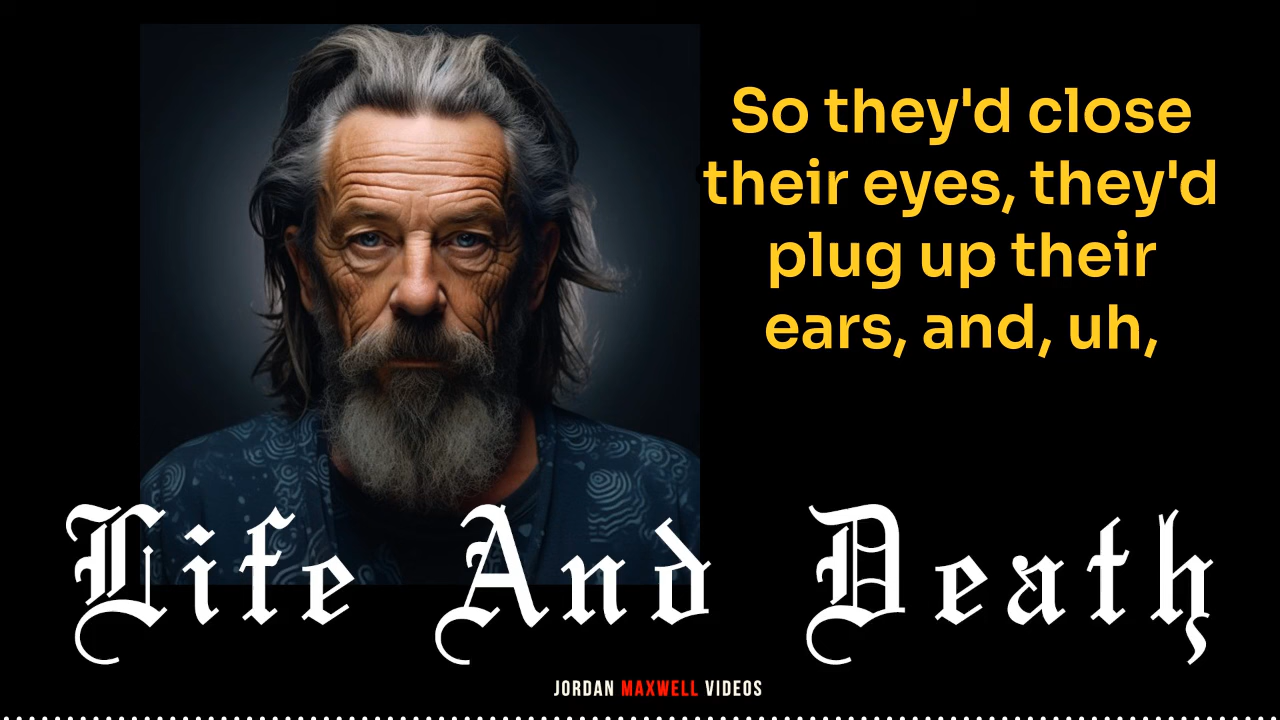 So they'd close
their eyes, they'd
plug up their
ears, and, uh,
Life And Death
JORDAN MAXWELL VIDEOS